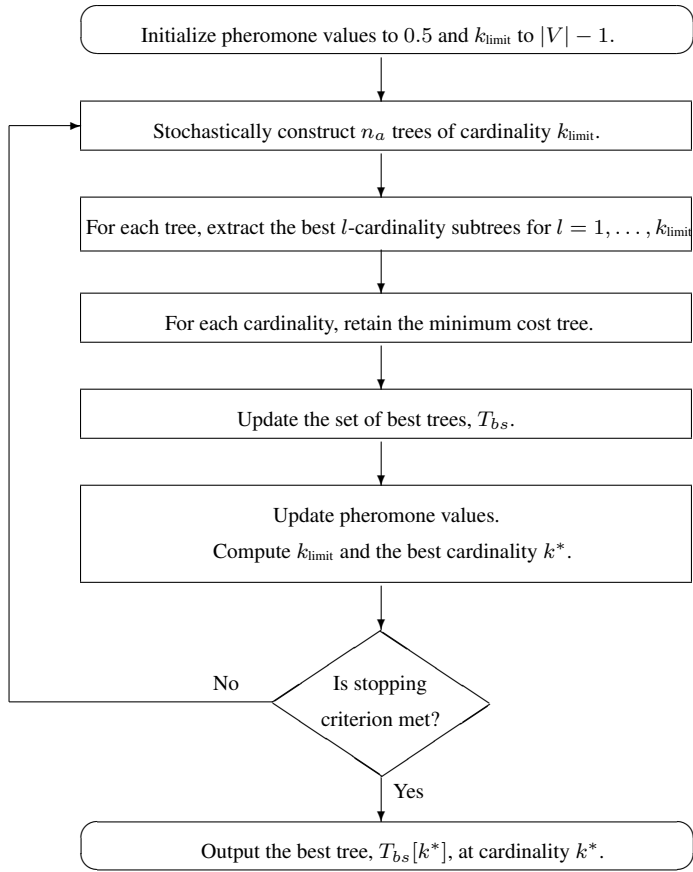 Initialize pheromone values to 0.5 and k_limit to |V| − 1.
Stochastically construct n_a trees of cardinality k_limit.
For each tree, extract the best l-cardinality subtrees for l = 1, . . . , k_limit
For each cardinality, retain the minimum cost tree.
Update the set of best trees, T_bs.
Update pheromone values.
Compute k_limit and the best cardinality k*.
Is stopping
criterion met?
No
Yes
Output the best tree, T_bs[k*], at cardinality k*.